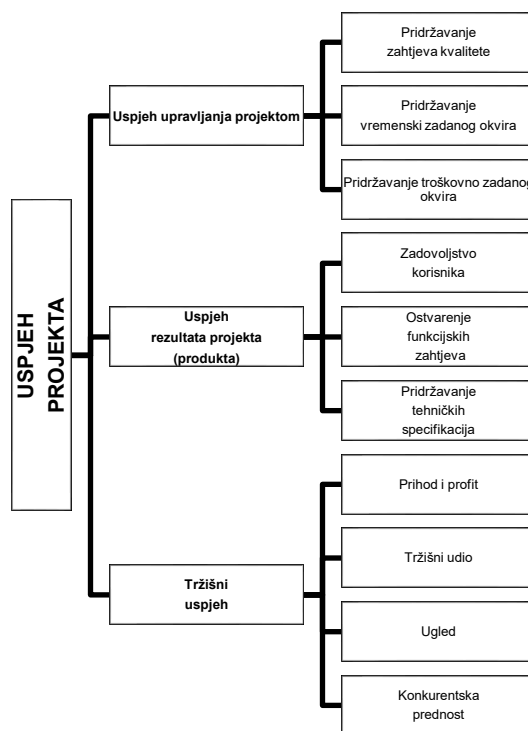 USPJEH
PROJEKTA
Uspjeh upravljanja projektom
Pridržavanje
zahtjeva kvalitete
Pridržavanje
vremenski zadanog okvira
Pridržavanje troškovno zadanog
okvira
Uspjeh
rezultata projekta
(produkta)
Zadovoljstvo
korisnika
Ostvarenje
funkcijskih
zahtjeva
Pridržavanje
tehničkih
specifikacija
Tržišni
uspjeh
Prihod i profit
Tržišni udio
Ugled
Konkurentska
prednost